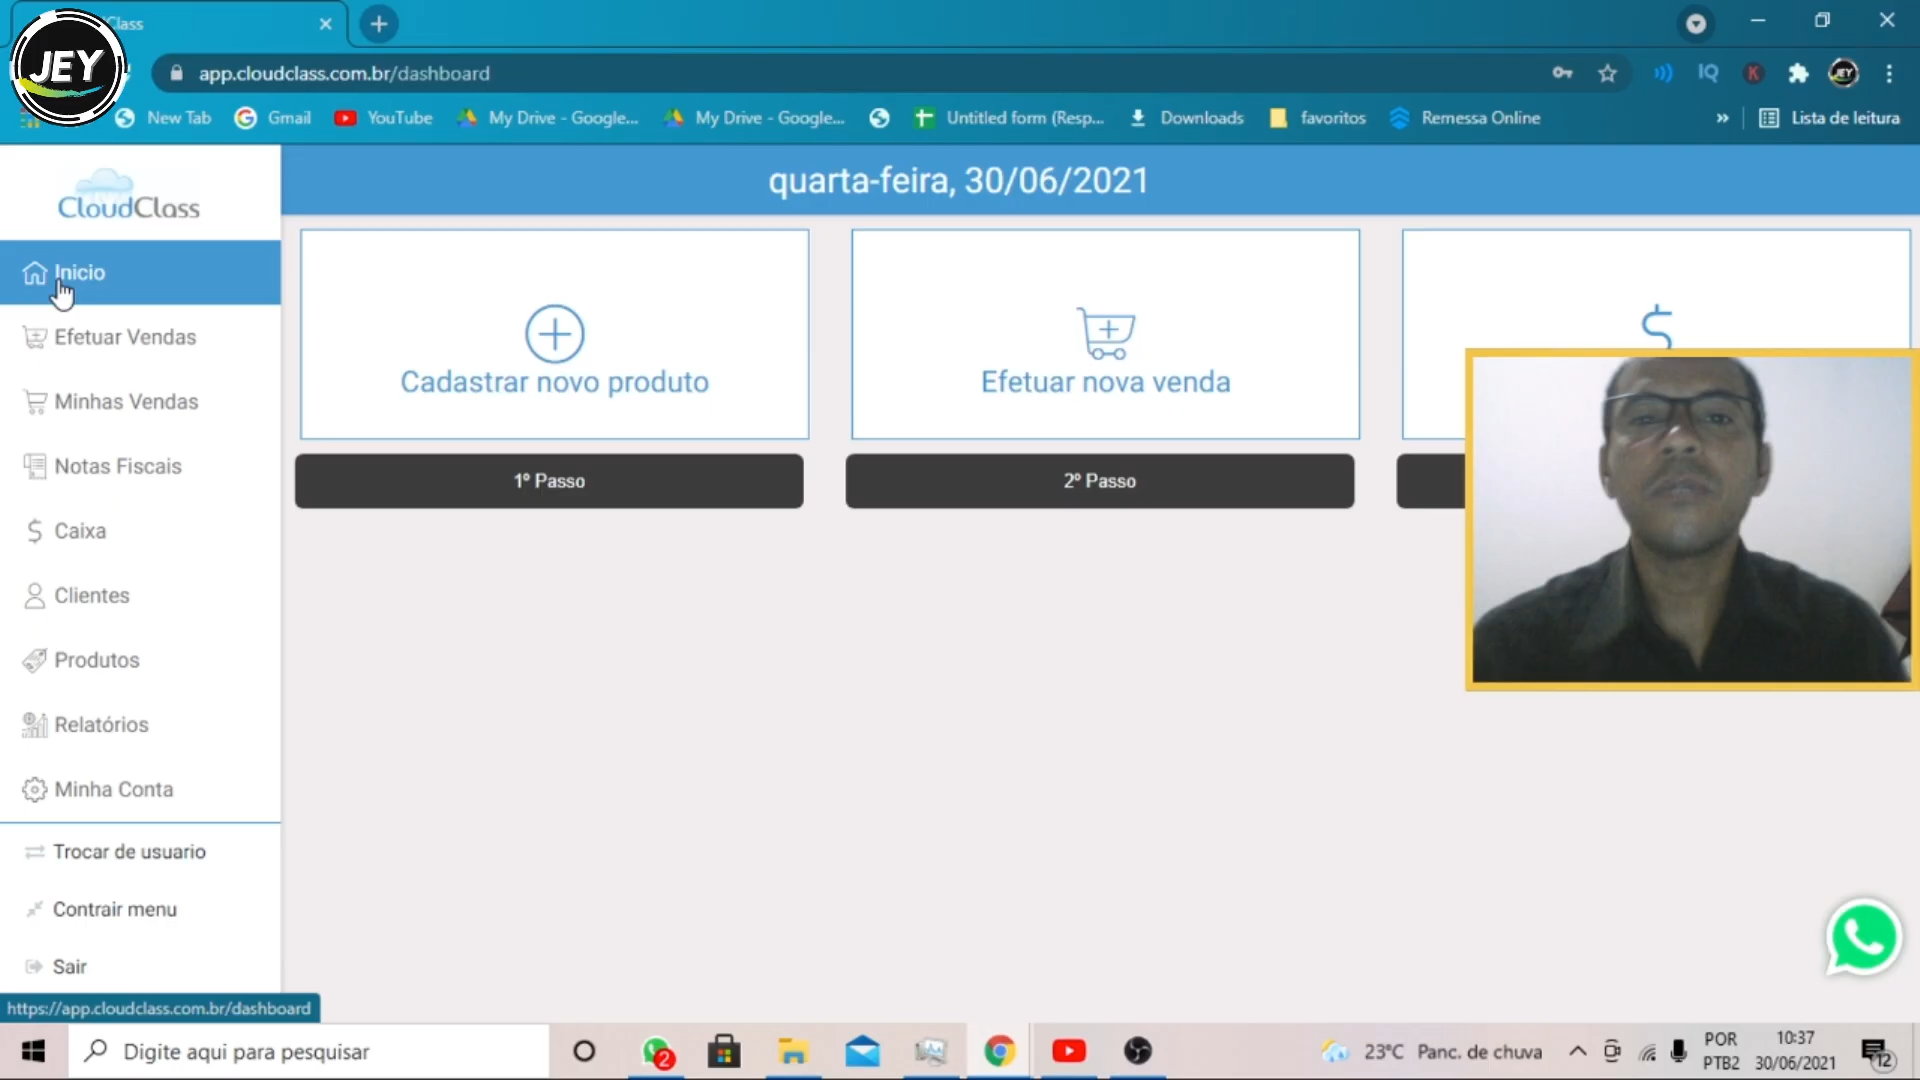 Class
JEY
app.cloudclass.com.br/dashboard
IQ
K
JEY
New Tab
Gmail
YouTube
My Drive - Google...
My Drive - Google...
Untitled form (Resp...
Downloads
favoritos
Remessa Online
»
Lista de leitura
CloudClass
quarta-feira, 30/06/2021
Inicio
Efetuar Vendas
Minhas Vendas
Notas Fiscais
Caixa
Clientes
Produtos
Relatórios
Minha Conta
Trocar de usuario
Contrair menu
Sair
Cadastrar novo produto
Efetuar nova venda
1º Passo
2º Passo
https://app.cloudclass.com.br/dashboard
Digite aqui para pesquisar
2
23°C Panc. de chuva
POR
PTB2
10:37
30/06/2021
12